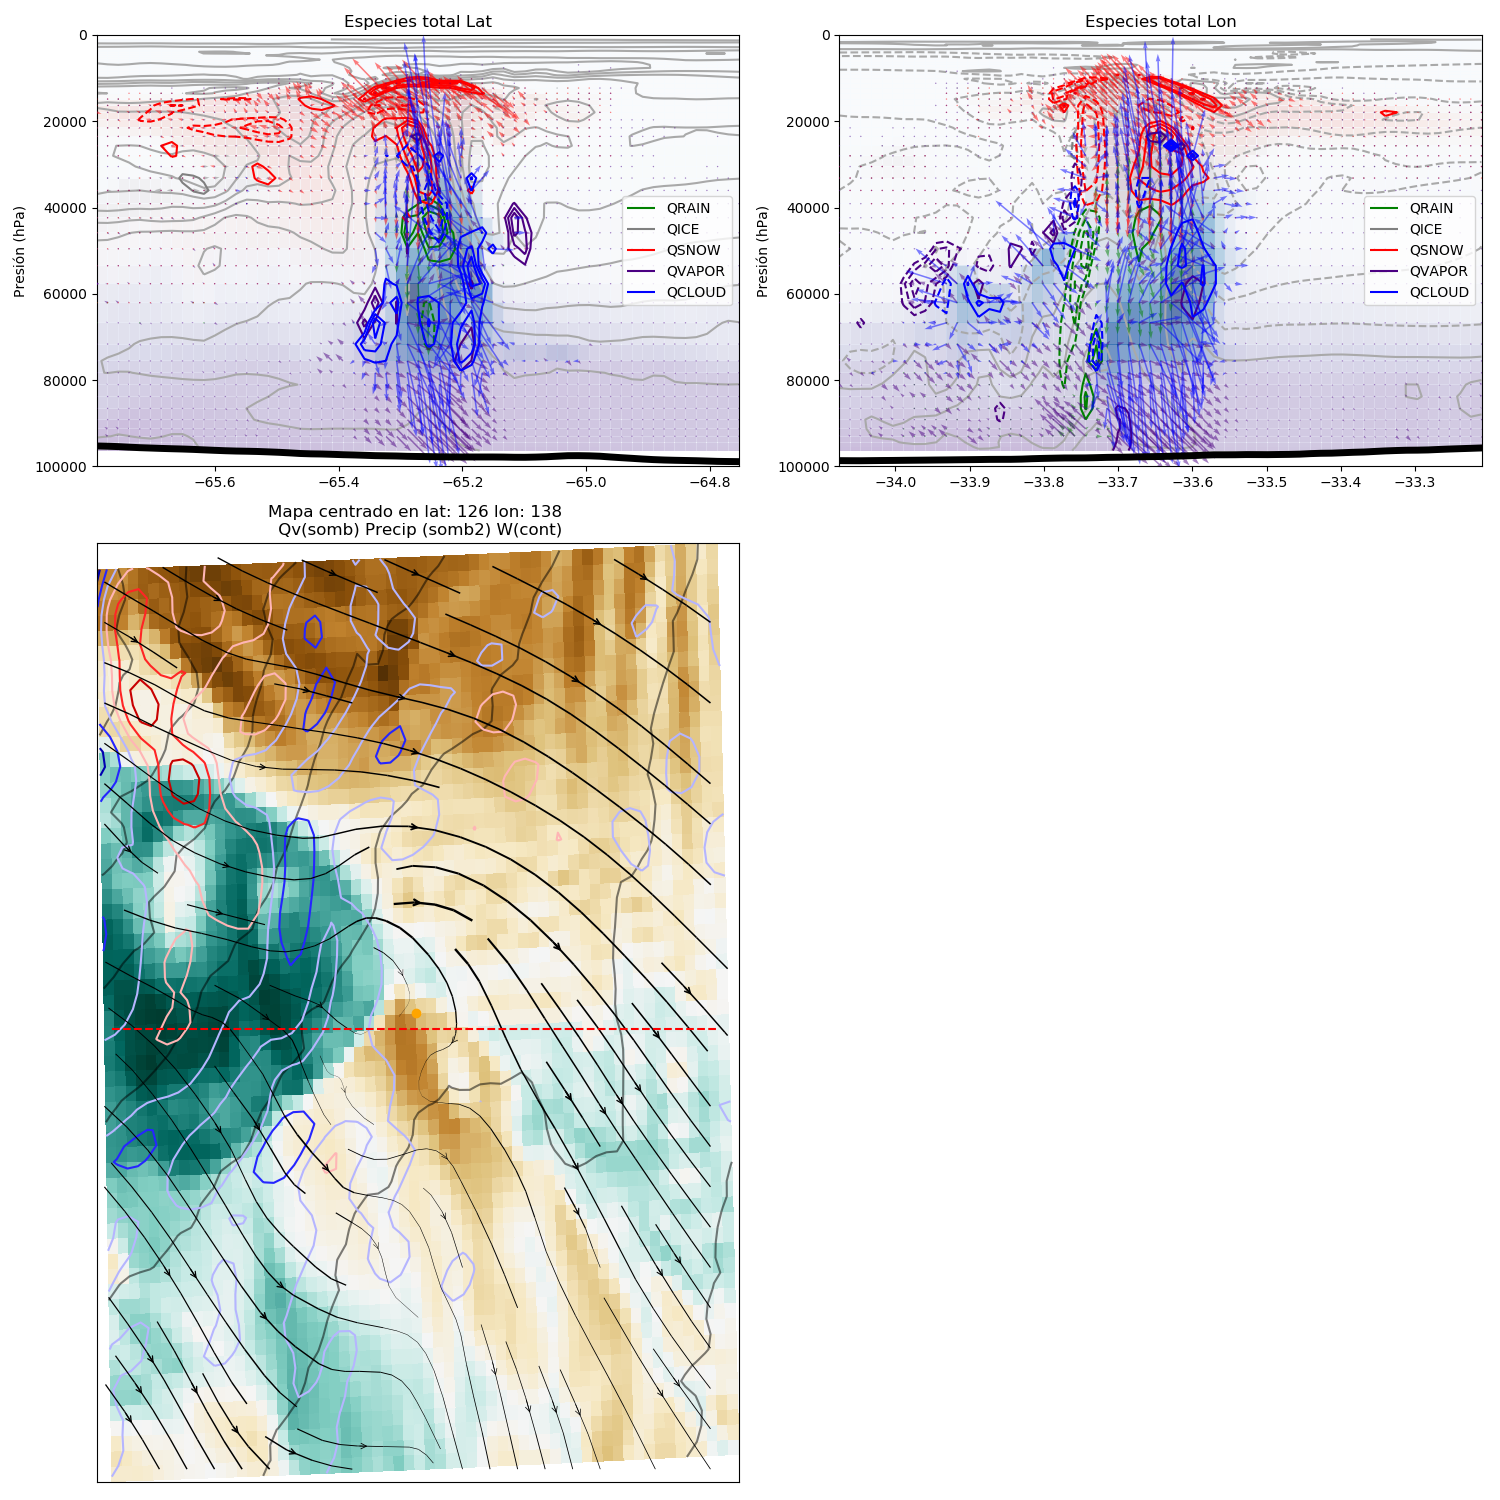 Especies total Lat
Presión (hPa)
0
20000
40000
60000
80000
100000
−65.6
−65.4
−65.2
−65.0
−64.8
QRAIN
QICE
QSNOW
QVAPOR
QCLOUD
Especies total Lon
Presión (hPa)
0
20000
40000
60000
80000
100000
−34.0
−33.9
−33.8
−33.7
−33.6
−33.5
−33.4
−33.3
QRAIN
QICE
QSNOW
QVAPOR
QCLOUD
Mapa centrado en lat: 126 lon: 138
Qv(somb) Precip (somb2) W(cont)